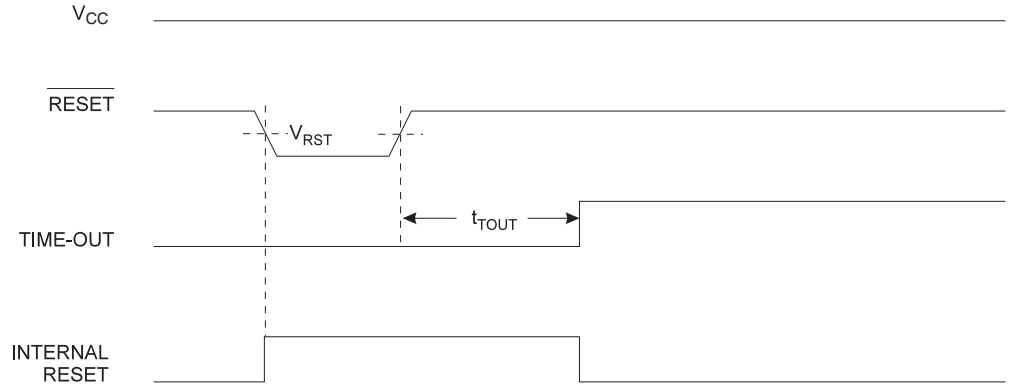 VCC
RESET
VRST
tTOUT
TIME-OUT
INTERNAL
RESET